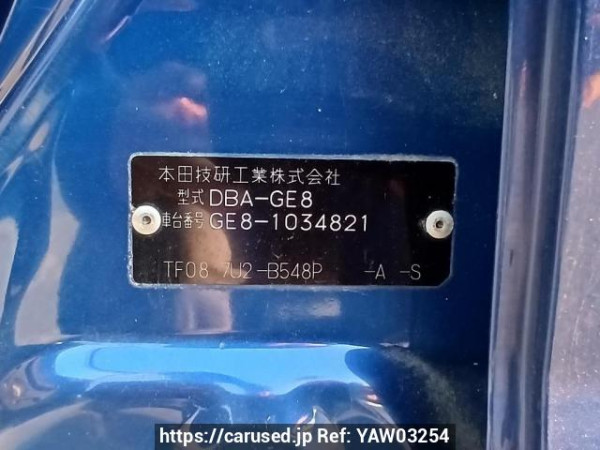 本田技研工業株式会社
型式 DBA-GE8
車台番号 GE8-1034821
TF08 7U2-B548P -A -S
https://carused.jp Ref: YAW03254